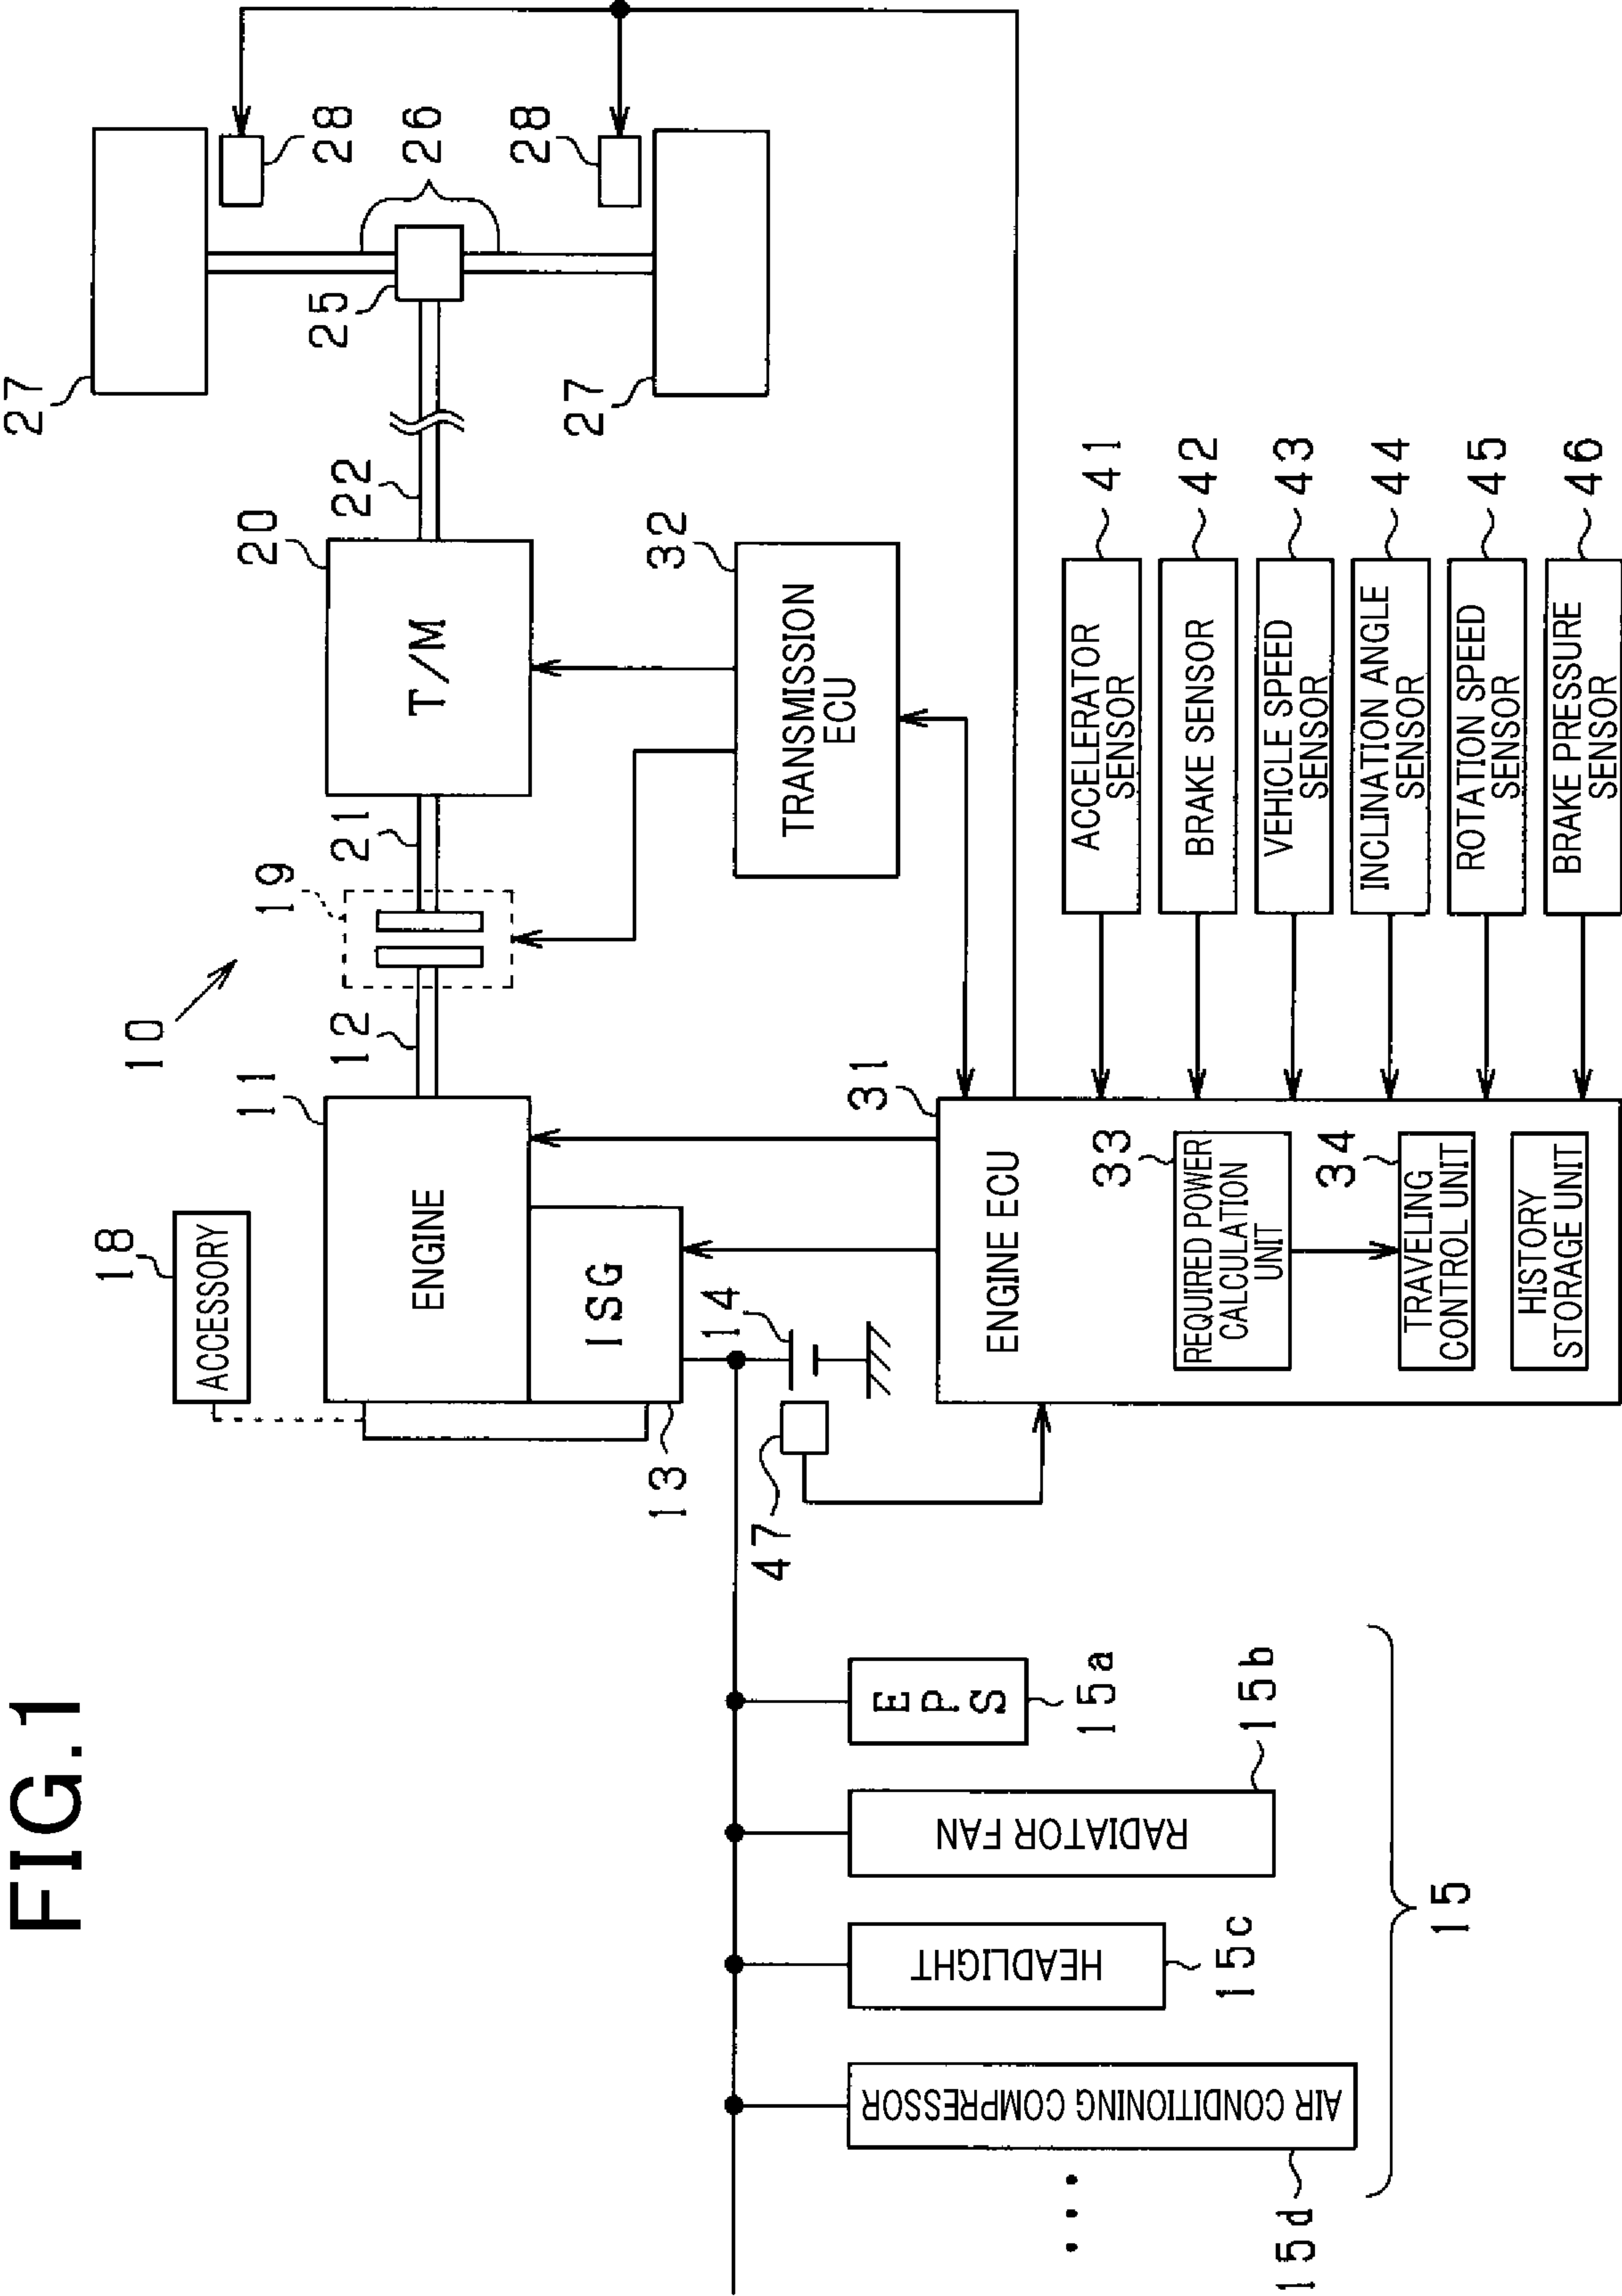 FIG.1
10
27
28
26
28
25
27
22
20
T/M
21
19
12
11
ENGINE
18
ACCESSORY
ISG
13
14
47
32
TRANSMISSION
ECU
31
ENGINE ECU
33
REQUIRED POWER
CALCULATION
UNIT
34
TRAVELING
CONTROL UNIT
HISTORY
STORAGE UNIT
ACCELERATOR
SENSOR
41
BRAKE SENSOR
42
VEHICLE SPEED
SENSOR
43
INCLINATION ANGLE
SENSOR
44
ROTATION SPEED
SENSOR
45
BRAKE PRESSURE
SENSOR
46
EPS
15a
RADIATOR FAN
15b
HEADLIGHT
15c
AIR CONDITIONING COMPRESSOR
15d
...
15